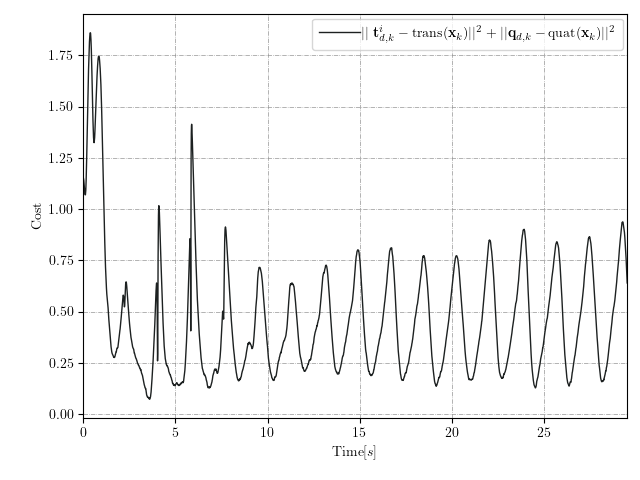 || t^i_{d,k} − trans(x_k)||² + ||q_{d,k} − quat(x_k)||²
1.75
1.50
1.25
1.00
0.75
0.50
0.25
0.00
Cost
0 5 10 15 20 25
Time[s]